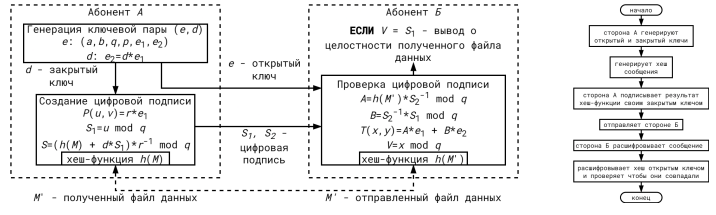 Абонент А
Генерация ключевой пары (e,d)
e: (a,b,q,p,e₁,e₂)
d: e₂=d*e₁
d - закрытый
ключ
Создание цифровой подписи
P(u,v)=r*e₁
S₁=u mod q
S=(h(M) + d*S₁)*r⁻¹ mod q
хеш-функция h(M)
e - открытый
ключ
S₁, S₂ -
цифровая
подпись
Абонент Б
ЕСЛИ V = S₁ - вывод о
целостности полученного файла
данных
Проверка цифровой подписи
A=h(M')*S₂⁻¹ mod q
B=S₂⁻¹*S₁ mod q
T(x,y)=A*e₁ + B*e₂
V=x mod q
хеш-функция h(M')
M' - полученный файл данных
M' - отправленный файл данных
начало
сторона А генерируют
открытый и закрытый ключи
генерирует хеш
сообщения
сторона А подписывает результат
хеш-функции своим закрытым ключом
отправляет стороне Б
сторона Б расшифровывает сообщение
расшифровывает хеш открытым ключом
и проверяет чтобы они совпадали
конец